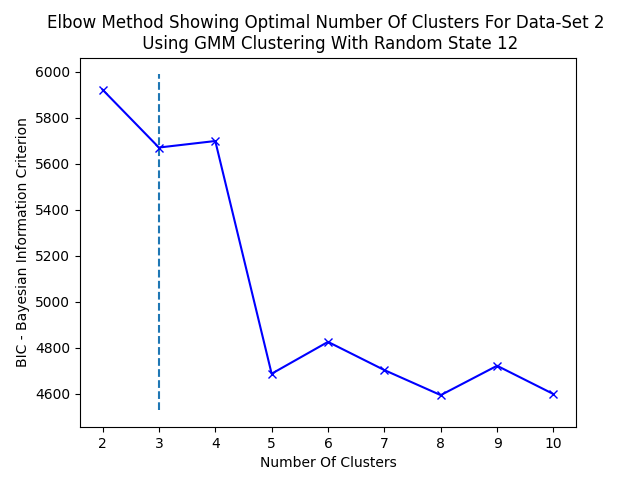 Elbow Method Showing Optimal Number Of Clusters For Data-Set 2
Using GMM Clustering With Random State 12
BIC - Bayesian Information Criterion
6000
5800
5600
5400
5200
5000
4800
4600
2 3 4 5 6 7 8 9 10
Number Of Clusters